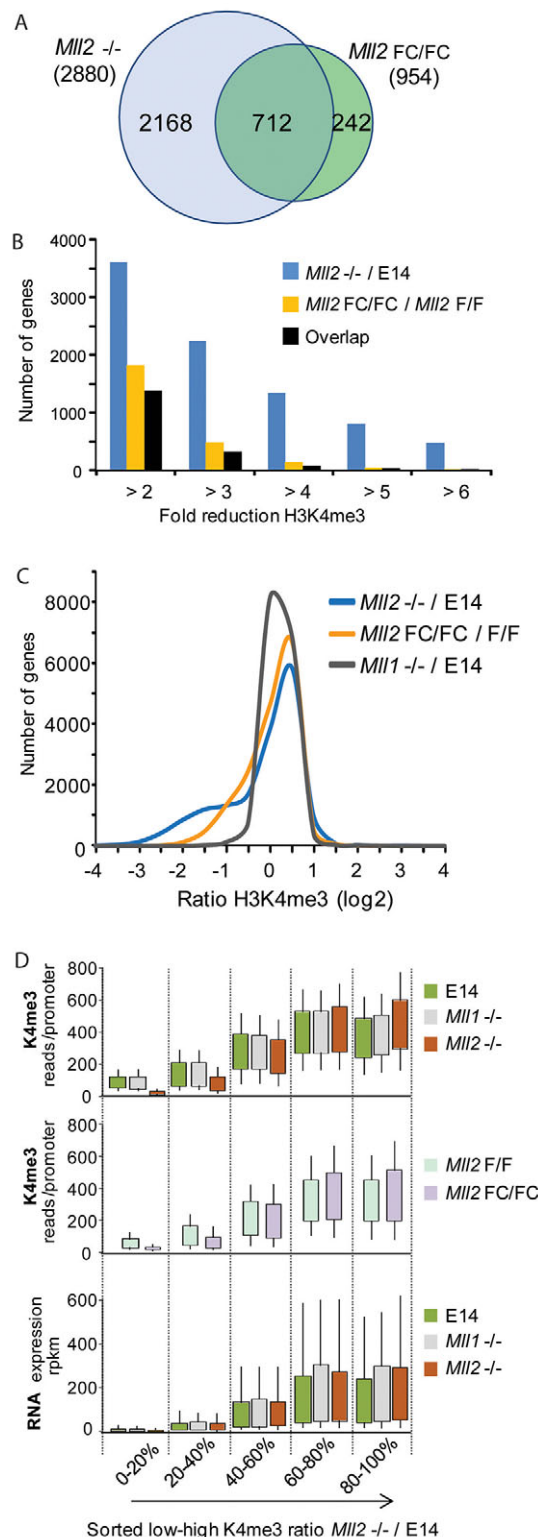 A
Mll2 -/-
(2880)
Mll2 FC/FC
(954)
2168
712
242
B
Number of genes
4000
3000
2000
1000
0
Mll2 -/- / E14
Mll2 FC/FC / Mll2 F/F
Overlap
> 2
> 3
> 4
> 5
> 6
Fold reduction H3K4me3
C
Number of genes
8000
6000
4000
2000
0
Mll2 -/- / E14
Mll2 FC/FC / F/F
Mll1 -/- / E14
-4 -3 -2 -1 0 1 2 3 4
Ratio H3K4me3 (log2)
D
K4me3
reads/promoter
800
600
400
200
0
E14
Mll1 -/-
Mll2 -/-
K4me3
reads/promoter
800
600
400
200
0
Mll2 F/F
Mll2 FC/FC
RNA expression
rpkm
600
400
200
0
E14
Mll1 -/-
Mll2 -/-
0-20%
20-40%
40-60%
60-80%
80-100%
Sorted low-high K4me3 ratio Mll2 -/- / E14